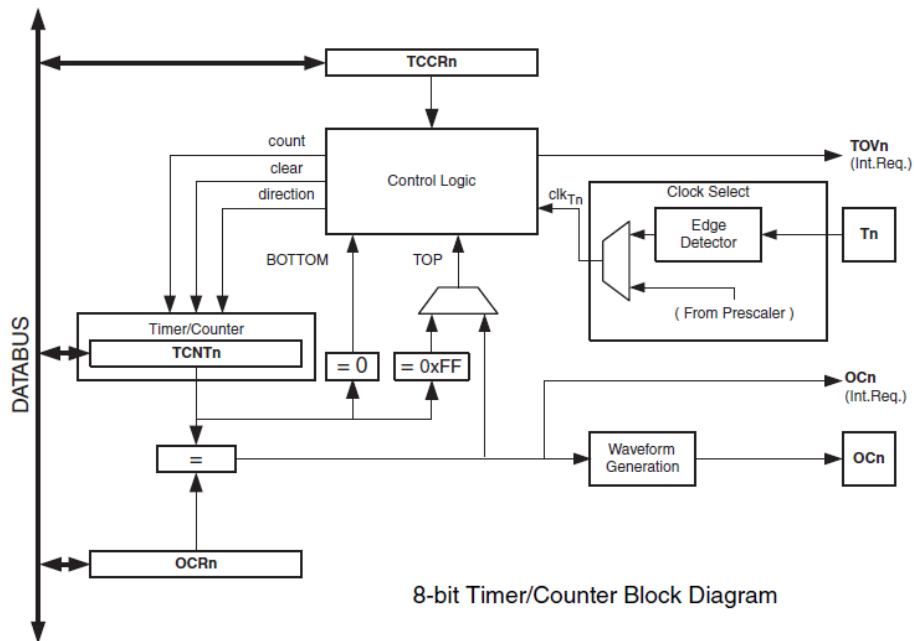 TCCRn
count
clear
direction
Control Logic
TOVn
(Int.Req.)
clkTn
Clock Select
Edge
Detector
Tn
( From Prescaler )
BOTTOM
TOP
DATABUS
Timer/Counter
TCNTn
= 0
= 0xFF
OCn
(Int.Req.)
=
Waveform
Generation
OCn
OCRn
8-bit Timer/Counter Block Diagram